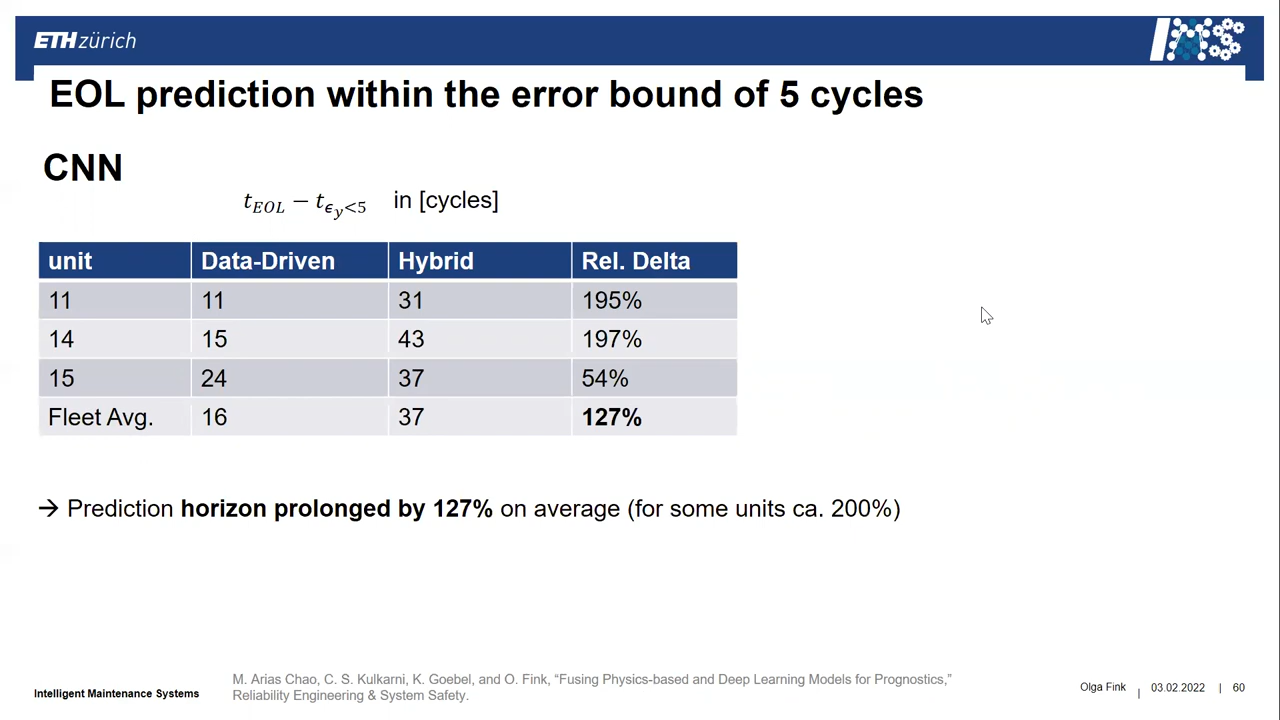 ETH zürich
IMS
EOL prediction within the error bound of 5 cycles
CNN
t_{EOL} − t_{ϵ_y<5} in [cycles]
unit Data-Driven Hybrid Rel. Delta
11 11 31 195%
14 15 43 197%
15 24 37 54%
Fleet Avg. 16 37 127%
→ Prediction horizon prolonged by 127% on average (for some units ca. 200%)
M. Arias Chao, C. S. Kulkarni, K. Goebel, and O. Fink, “Fusing Physics-based and Deep Learning Models for Prognostics,”
Reliability Engineering & System Safety.
Intelligent Maintenance Systems
Olga Fink | 03.02.2022 | 60